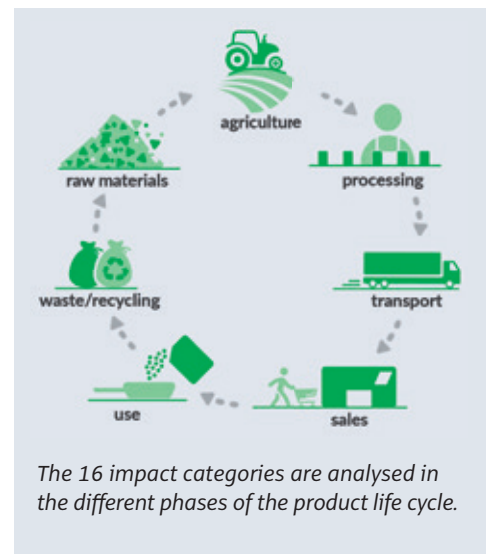 agriculture
raw materials
processing
waste/recycling
transport
use
sales
The 16 impact categories are analysed in
the different phases of the product life cycle.